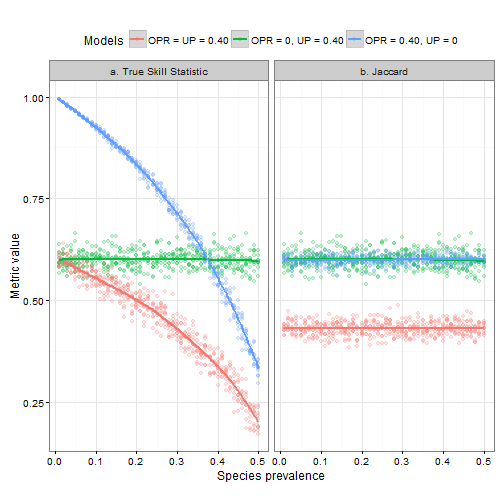 Models OPR = UP = 0.40 OPR = 0, UP = 0.40 OPR = 0.40, UP = 0
a. True Skill Statistic b. Jaccard
1.00
0.75
0.50
0.25
Metric value
0.0 0.1 0.2 0.3 0.4 0.5 0.0 0.1 0.2 0.3 0.4 0.5
Species prevalence